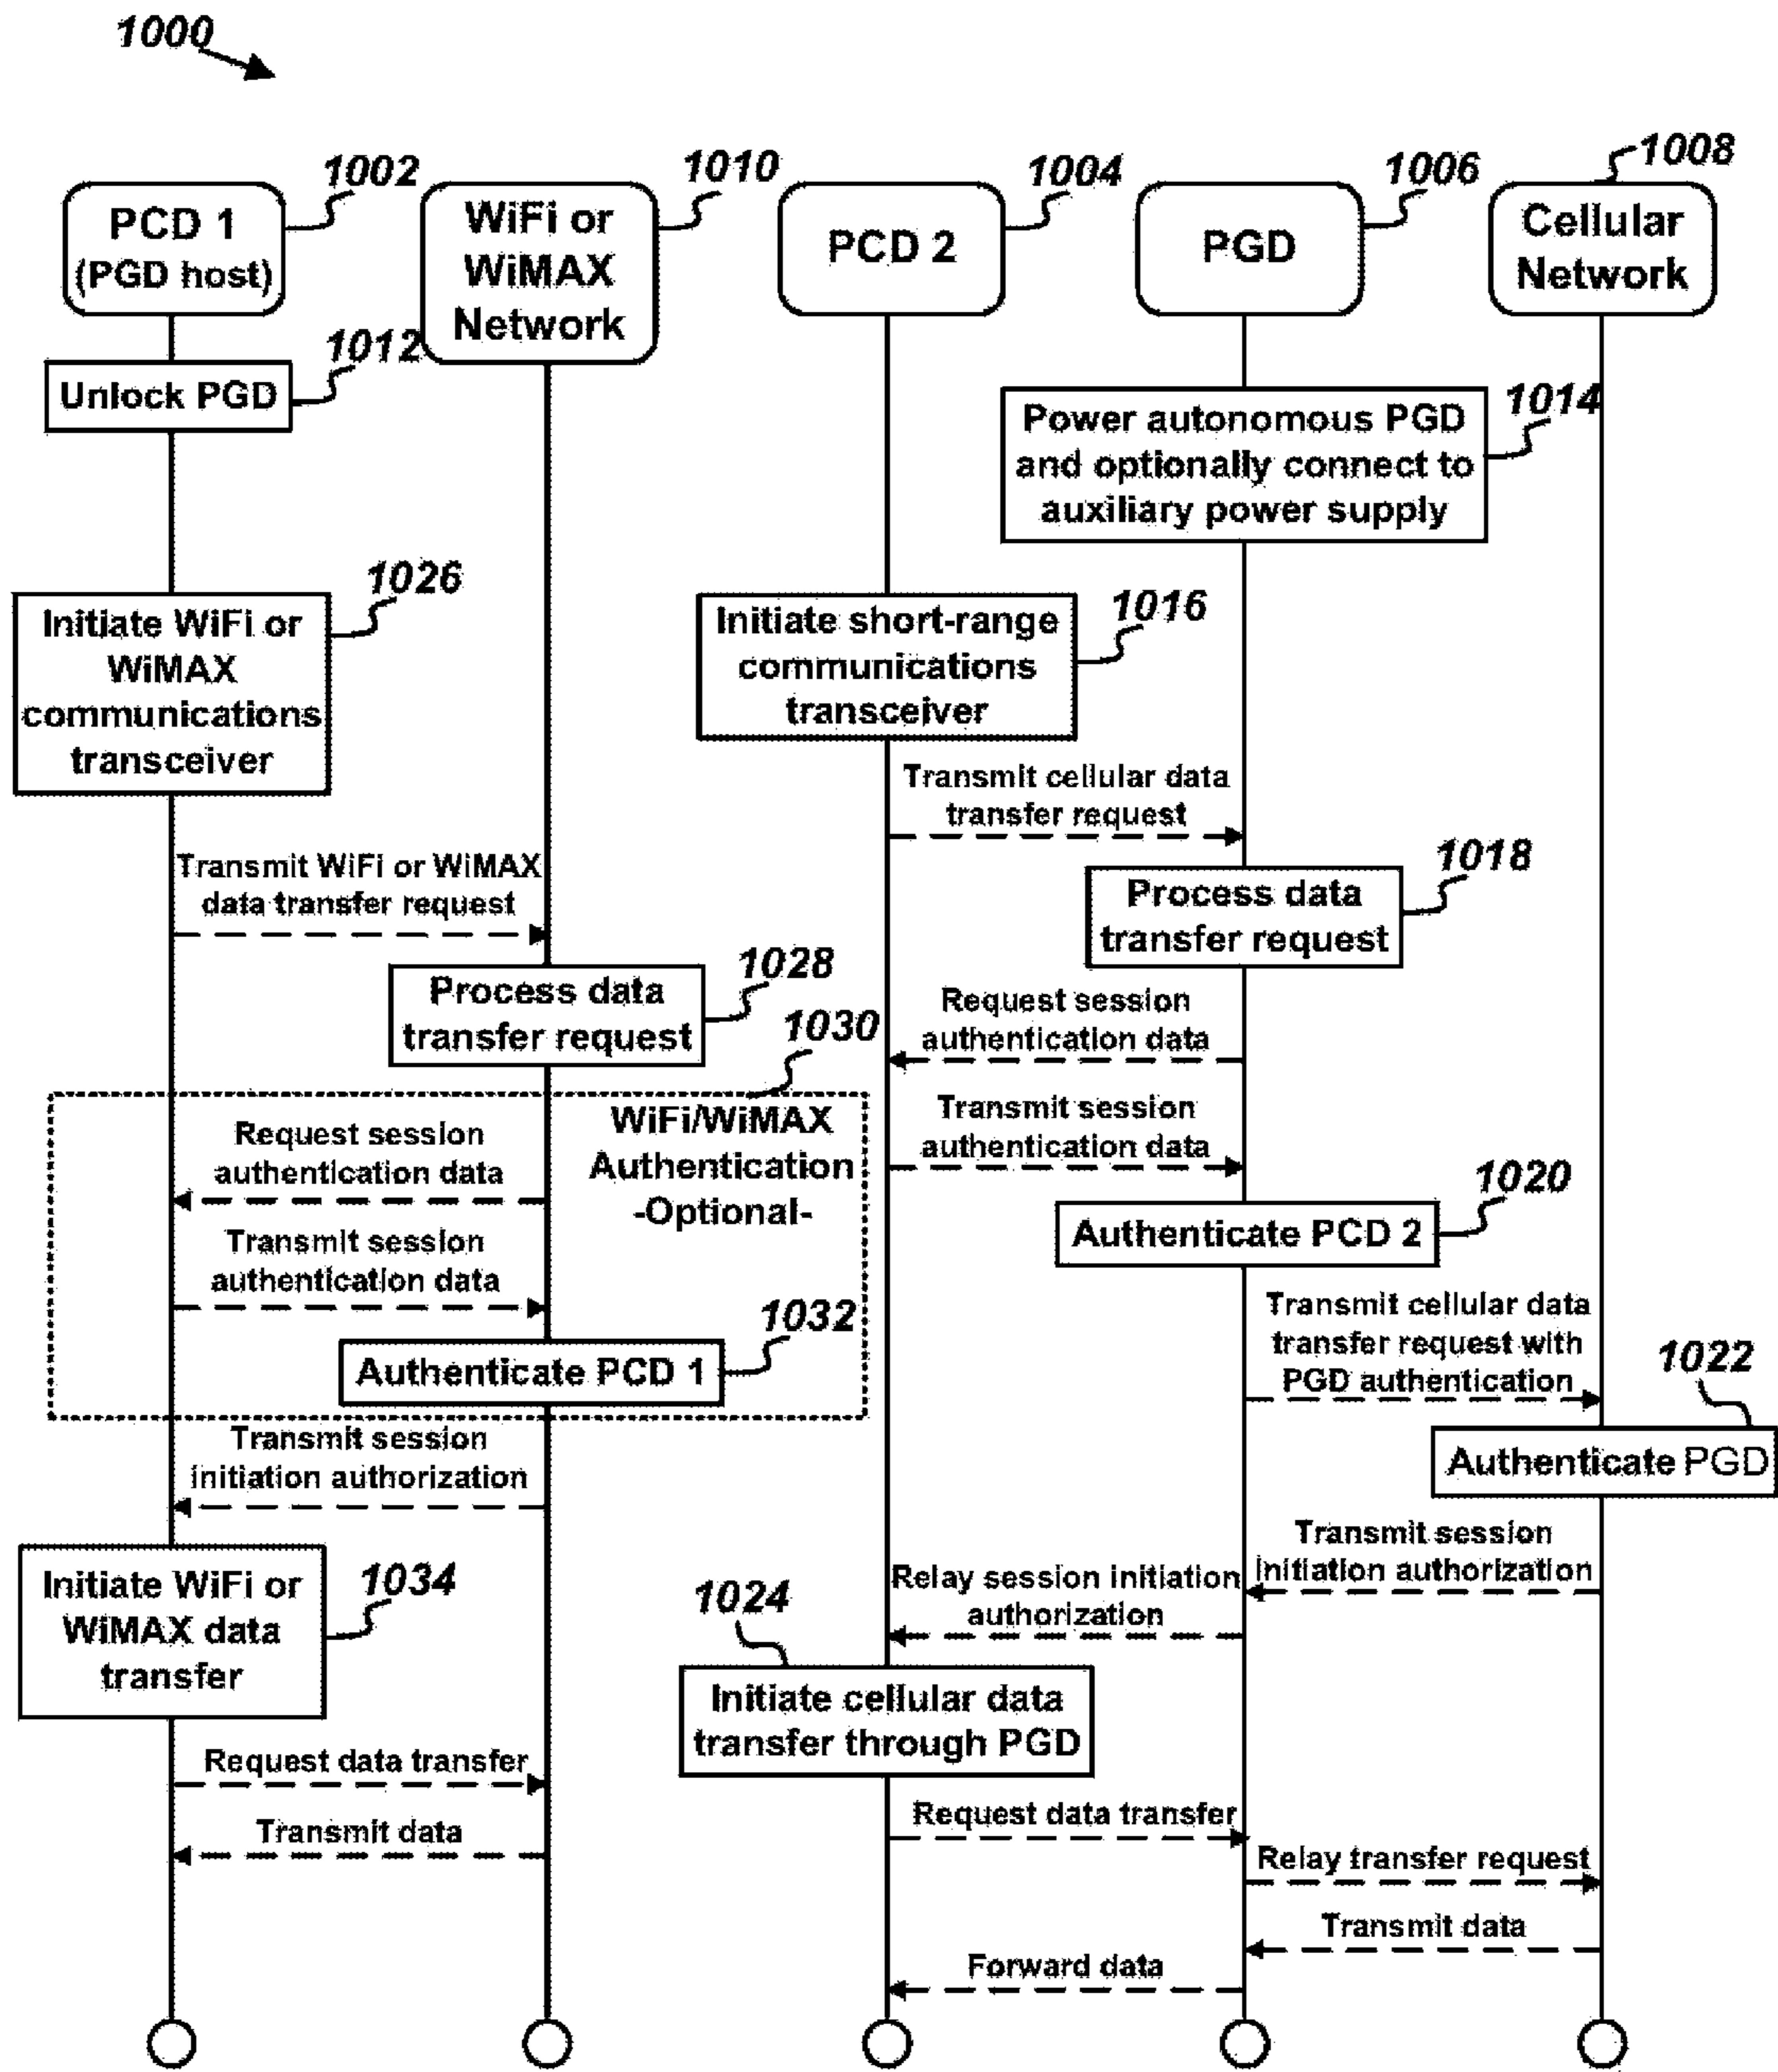 1000
1002
1010
1004
1006
1008
PCD 1
(PGD host)
WiFi or
WiMAX
Network
PCD 2
PGD
Cellular
Network
1012
Unlock PGD
1014
Power autonomous PGD
and optionally connect to
auxiliary power supply
1026
Initiate WiFi or
WiMAX
communications
transceiver
1016
Initiate short-range
communications
transceiver
Transmit cellular data
transfer request
Transmit WiFi or WiMAX
data transfer request
1018
Process data
transfer request
1028
Process data
transfer request
Request session
authentication data
1030
WiFi/WiMAX
Authentication
-Optional-
Request session
authentication data
Transmit session
authentication data
Transmit session
authentication data
1020
Authenticate PCD 2
1032
Authenticate PCD 1
Transmit cellular data
transfer request with
PGD authentication
1022
Authenticate PGD
Transmit session
initiation authorization
Transmit session
initiation authorization
Relay session initiation
authorization
1034
Initiate WiFi or
WiMAX data
transfer
1024
Initiate cellular data
transfer through PGD
Request data transfer
Transmit data
Request data transfer
Relay transfer request
Transmit data
Forward data